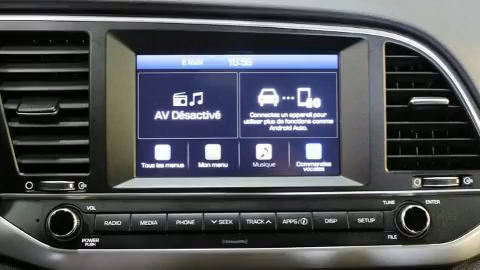 10:56
AV Désactivé
Connectez un appareil pour
utiliser plus de fonctions comme
Android Auto.
Tous les menus
Mon menu
Musique
Commandes
vocales
VOL
TUNE
ENTER
RADIO
MEDIA
PHONE
SEEK
TRACK
APPS/
DISP
SETUP
POWER
PUSH
FILE